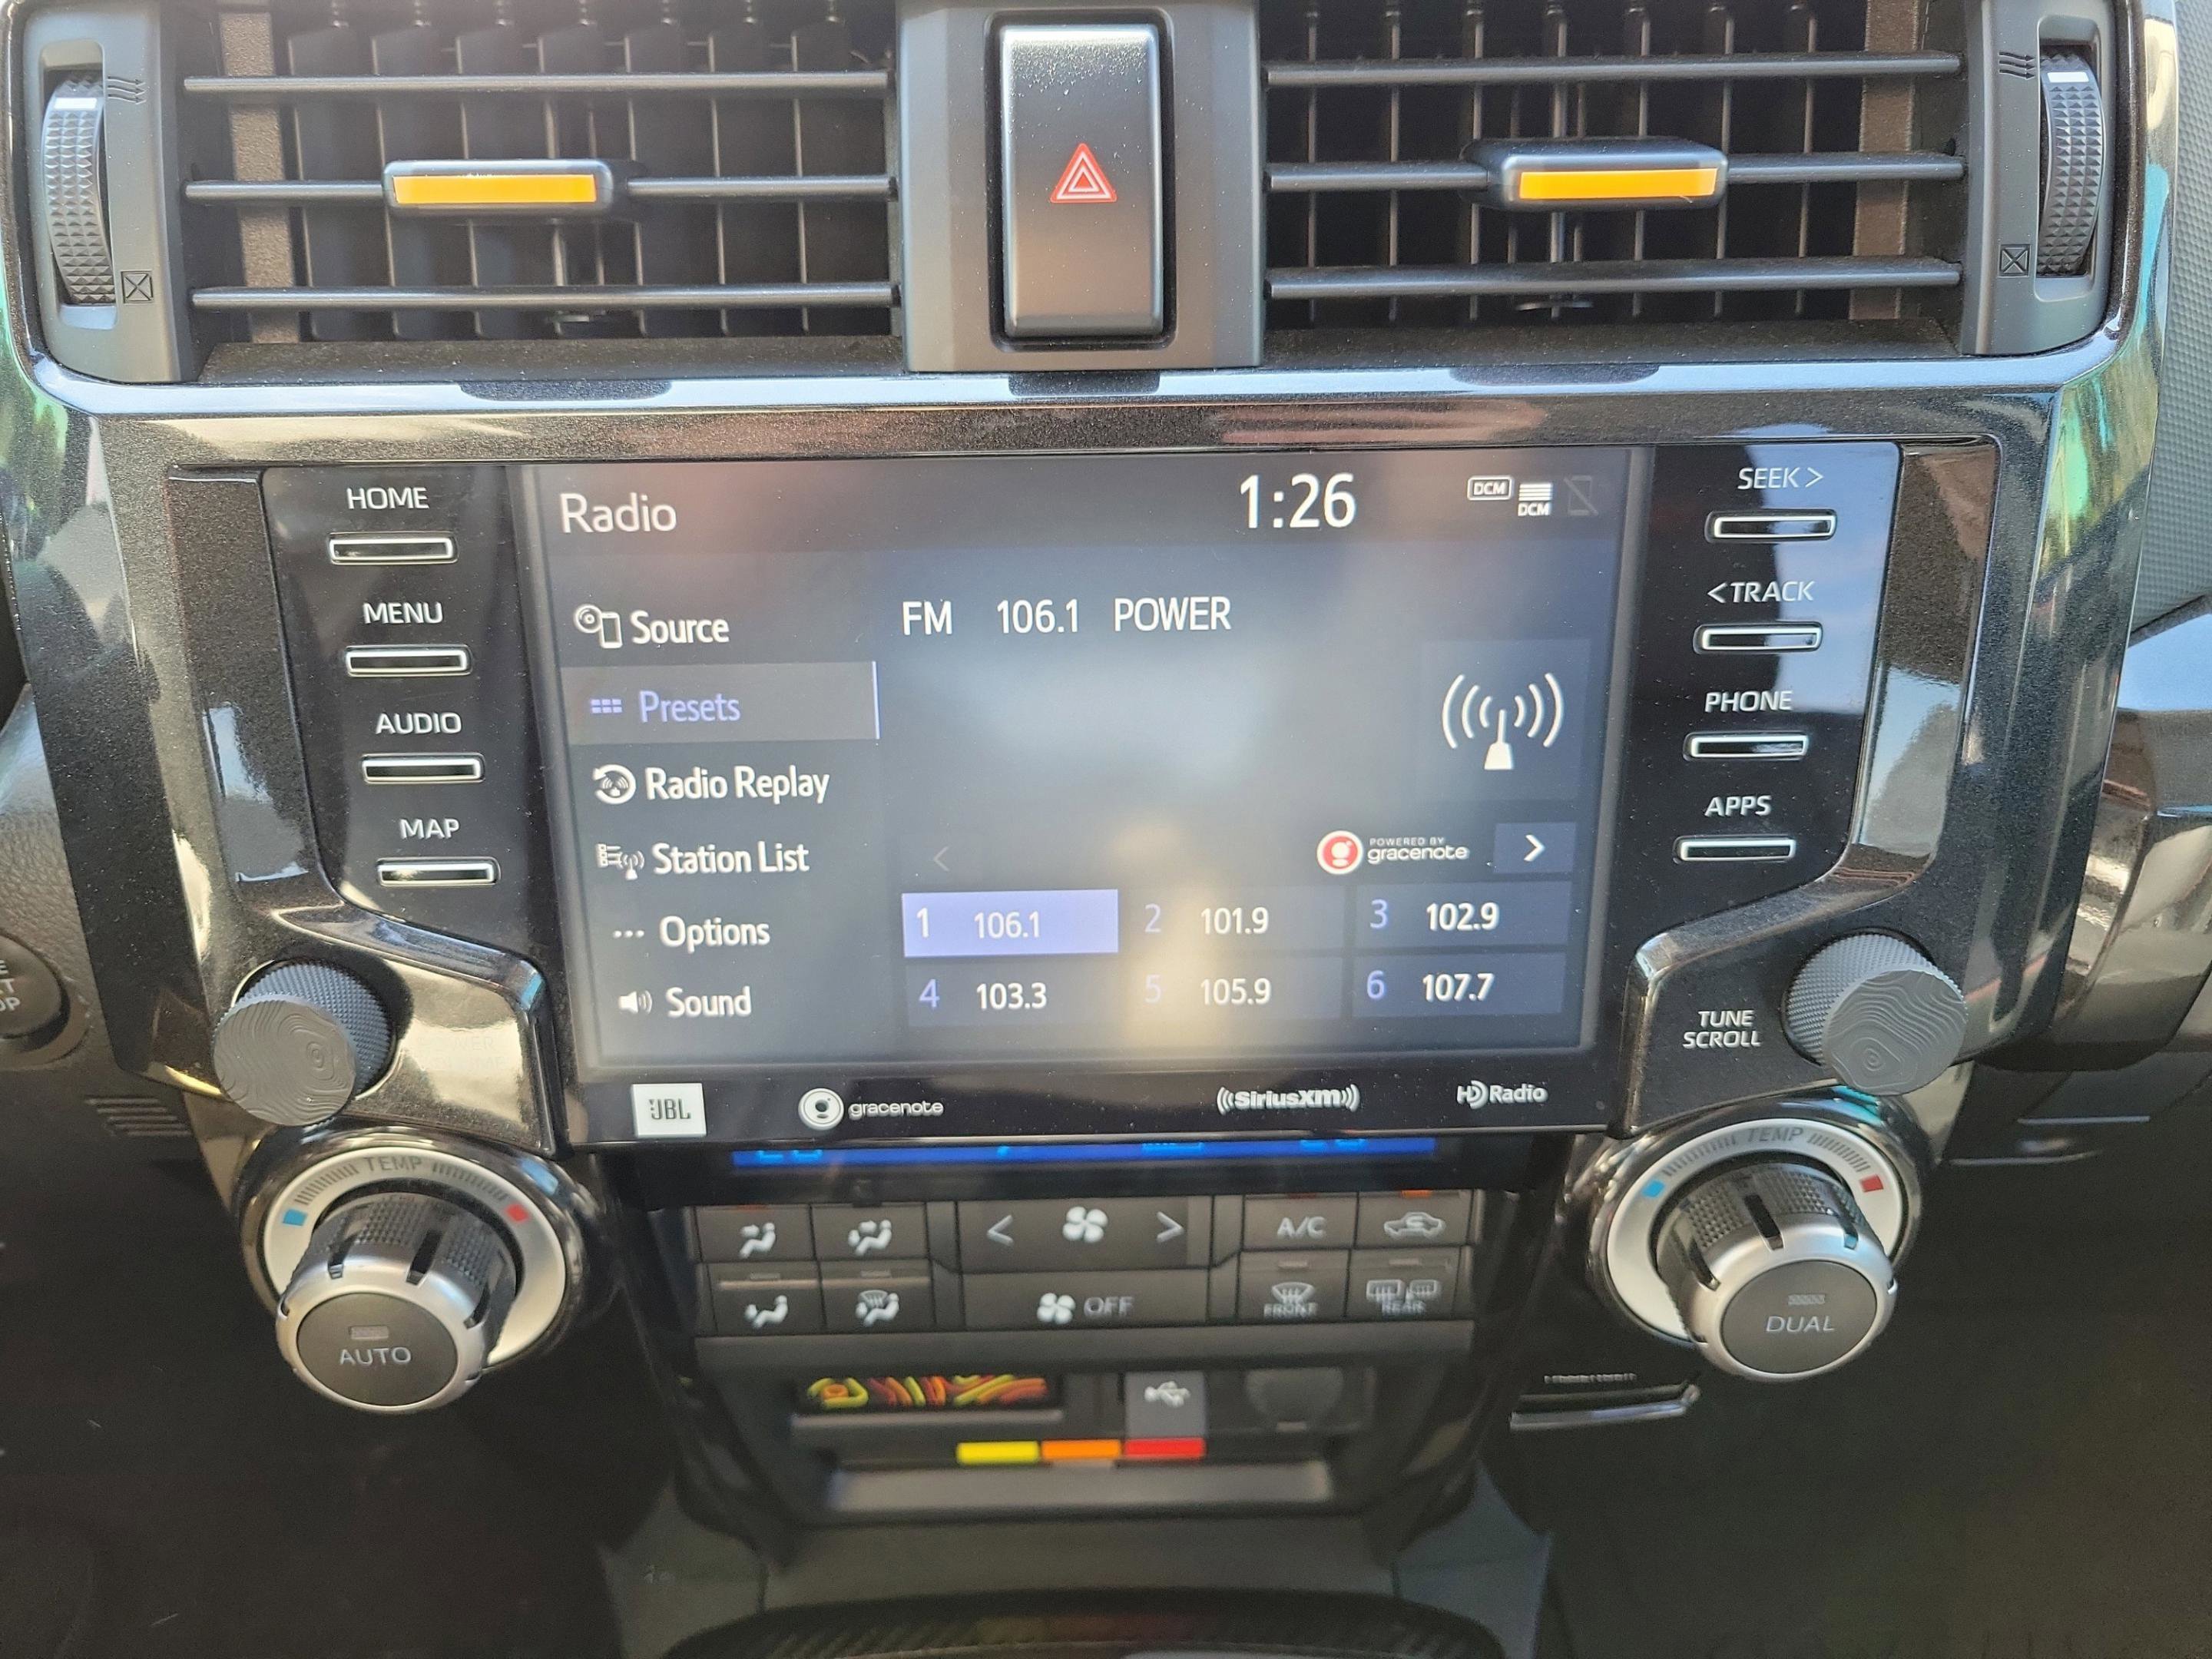 HOME
MENU
AUDIO
MAP
Radio
1:26
DCM
DCM
Source
Presets
Radio Replay
Station List
Options
Sound
FM 106.1 POWER
<
POWERED BY
gracenote
>
1 106.1
2 101.9
3 102.9
4 103.3
5 105.9
6 107.7
SEEK >
< TRACK
PHONE
APPS
TUNE
SCROLL
JBL
gracenote
((SiriusXM))
HD Radio
TEMP
AUTO
< >
A/C
OFF
FRONT
REAR
TEMP
DUAL